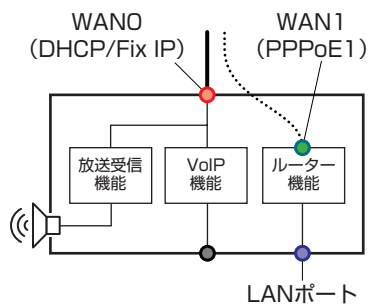 WAN0
(DHCP/Fix IP)
WAN1
(PPPoE1)
放送受信
機能
VoIP
機能
ルーター
機能
LANポート